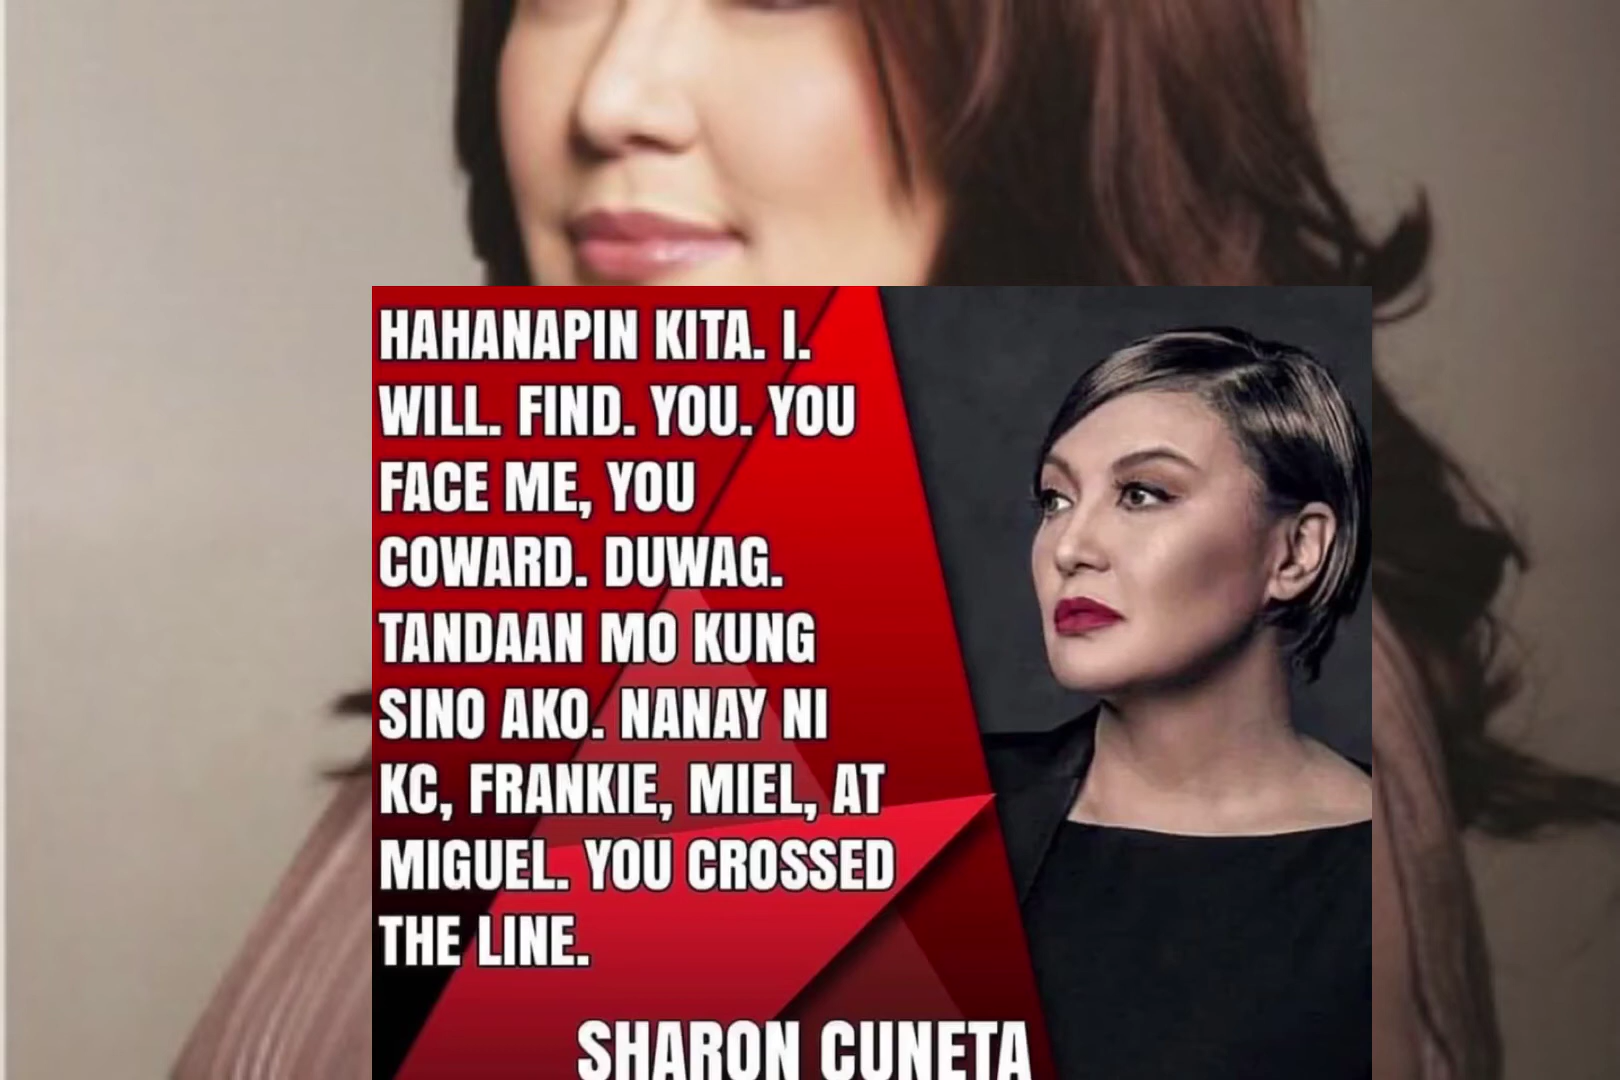 HAHANAPIN KITA. I.
WILL. FIND. YOU. YOU
FACE ME, YOU
COWARD. DUWAG.
TANDAAN MO KUNG
SINO AKO. NANAY NI
KC, FRANKIE, MIEL, AT
MIGUEL. YOU CROSSED
THE LINE.
SHARON CUNETA